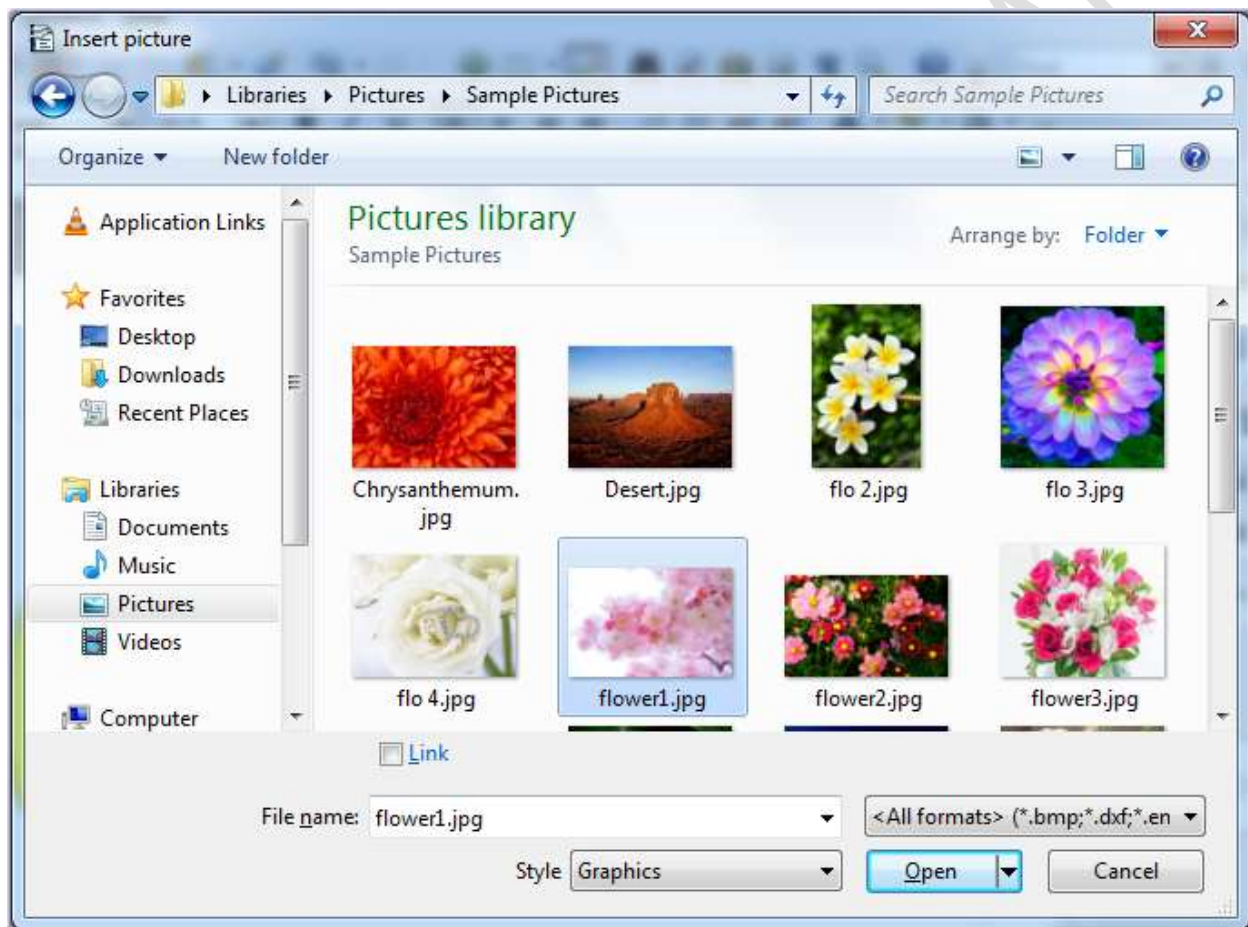 Insert picture
Libraries ▸ Pictures ▸ Sample Pictures
Search Sample Pictures
Organize
New folder
Application Links
Favorites
Desktop
Downloads
Recent Places
Libraries
Documents
Music
Pictures
Videos
Computer
Pictures library
Sample Pictures
Arrange by: Folder
Chrysanthemum.
jpg
Desert.jpg
flo 2.jpg
flo 3.jpg
flo 4.jpg
flower1.jpg
flower2.jpg
flower3.jpg
Link
File name: flower1.jpg
<All formats> (*.bmp;*.dxf;*.en
Style Graphics
Open
Cancel